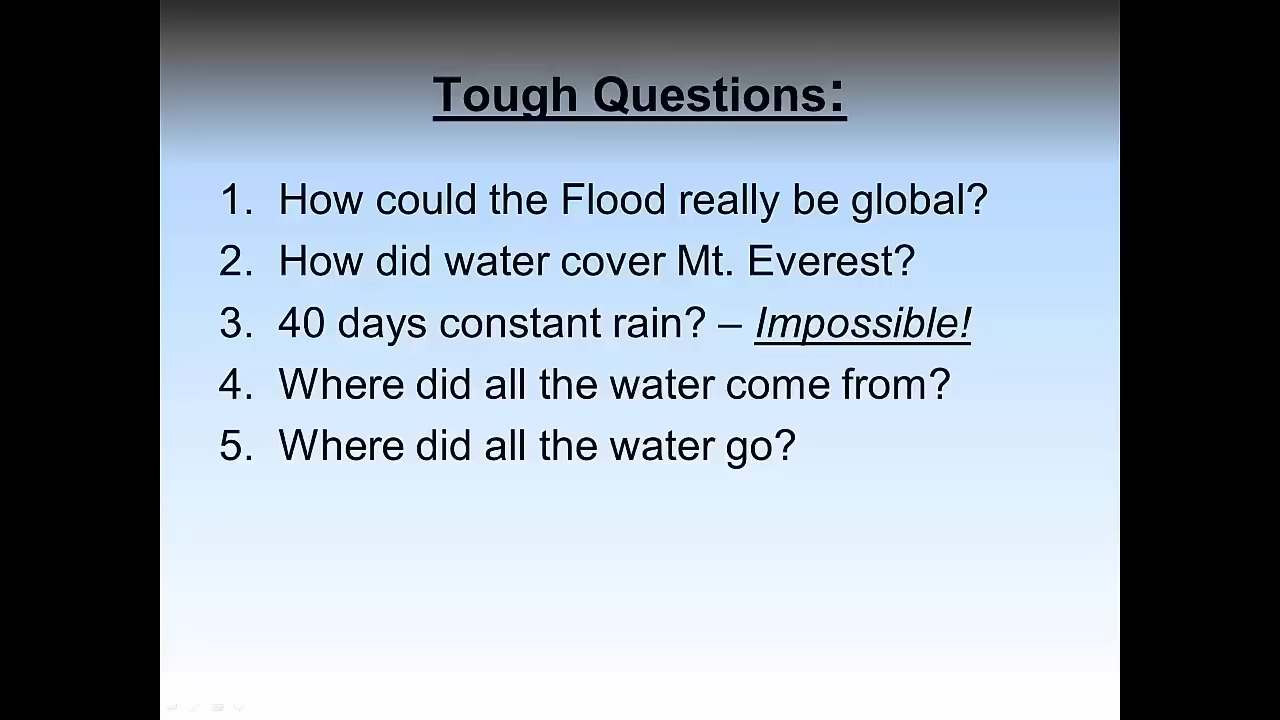 Tough Questions:
1. How could the Flood really be global?
2. How did water cover Mt. Everest?
3. 40 days constant rain? – Impossible!
4. Where did all the water come from?
5. Where did all the water go?